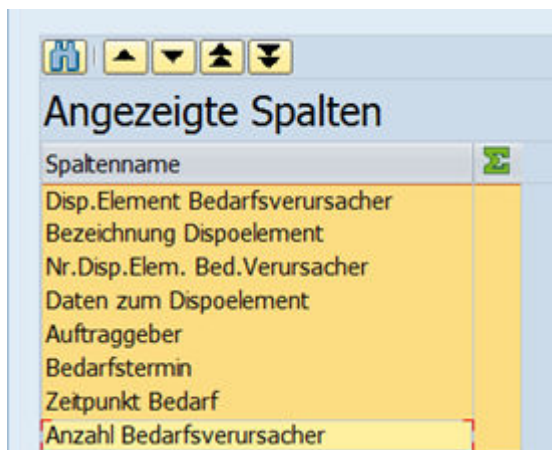 Angezeigte Spalten
Spaltenname
Disp.Element Bedarfsverursacher
Bezeichnung Dispoelement
Nr.Disp.Elem. Bed.Verursacher
Daten zum Dispoelement
Auftraggeber
Bedarfstermin
Zeitpunkt Bedarf
Anzahl Bedarfsverursacher